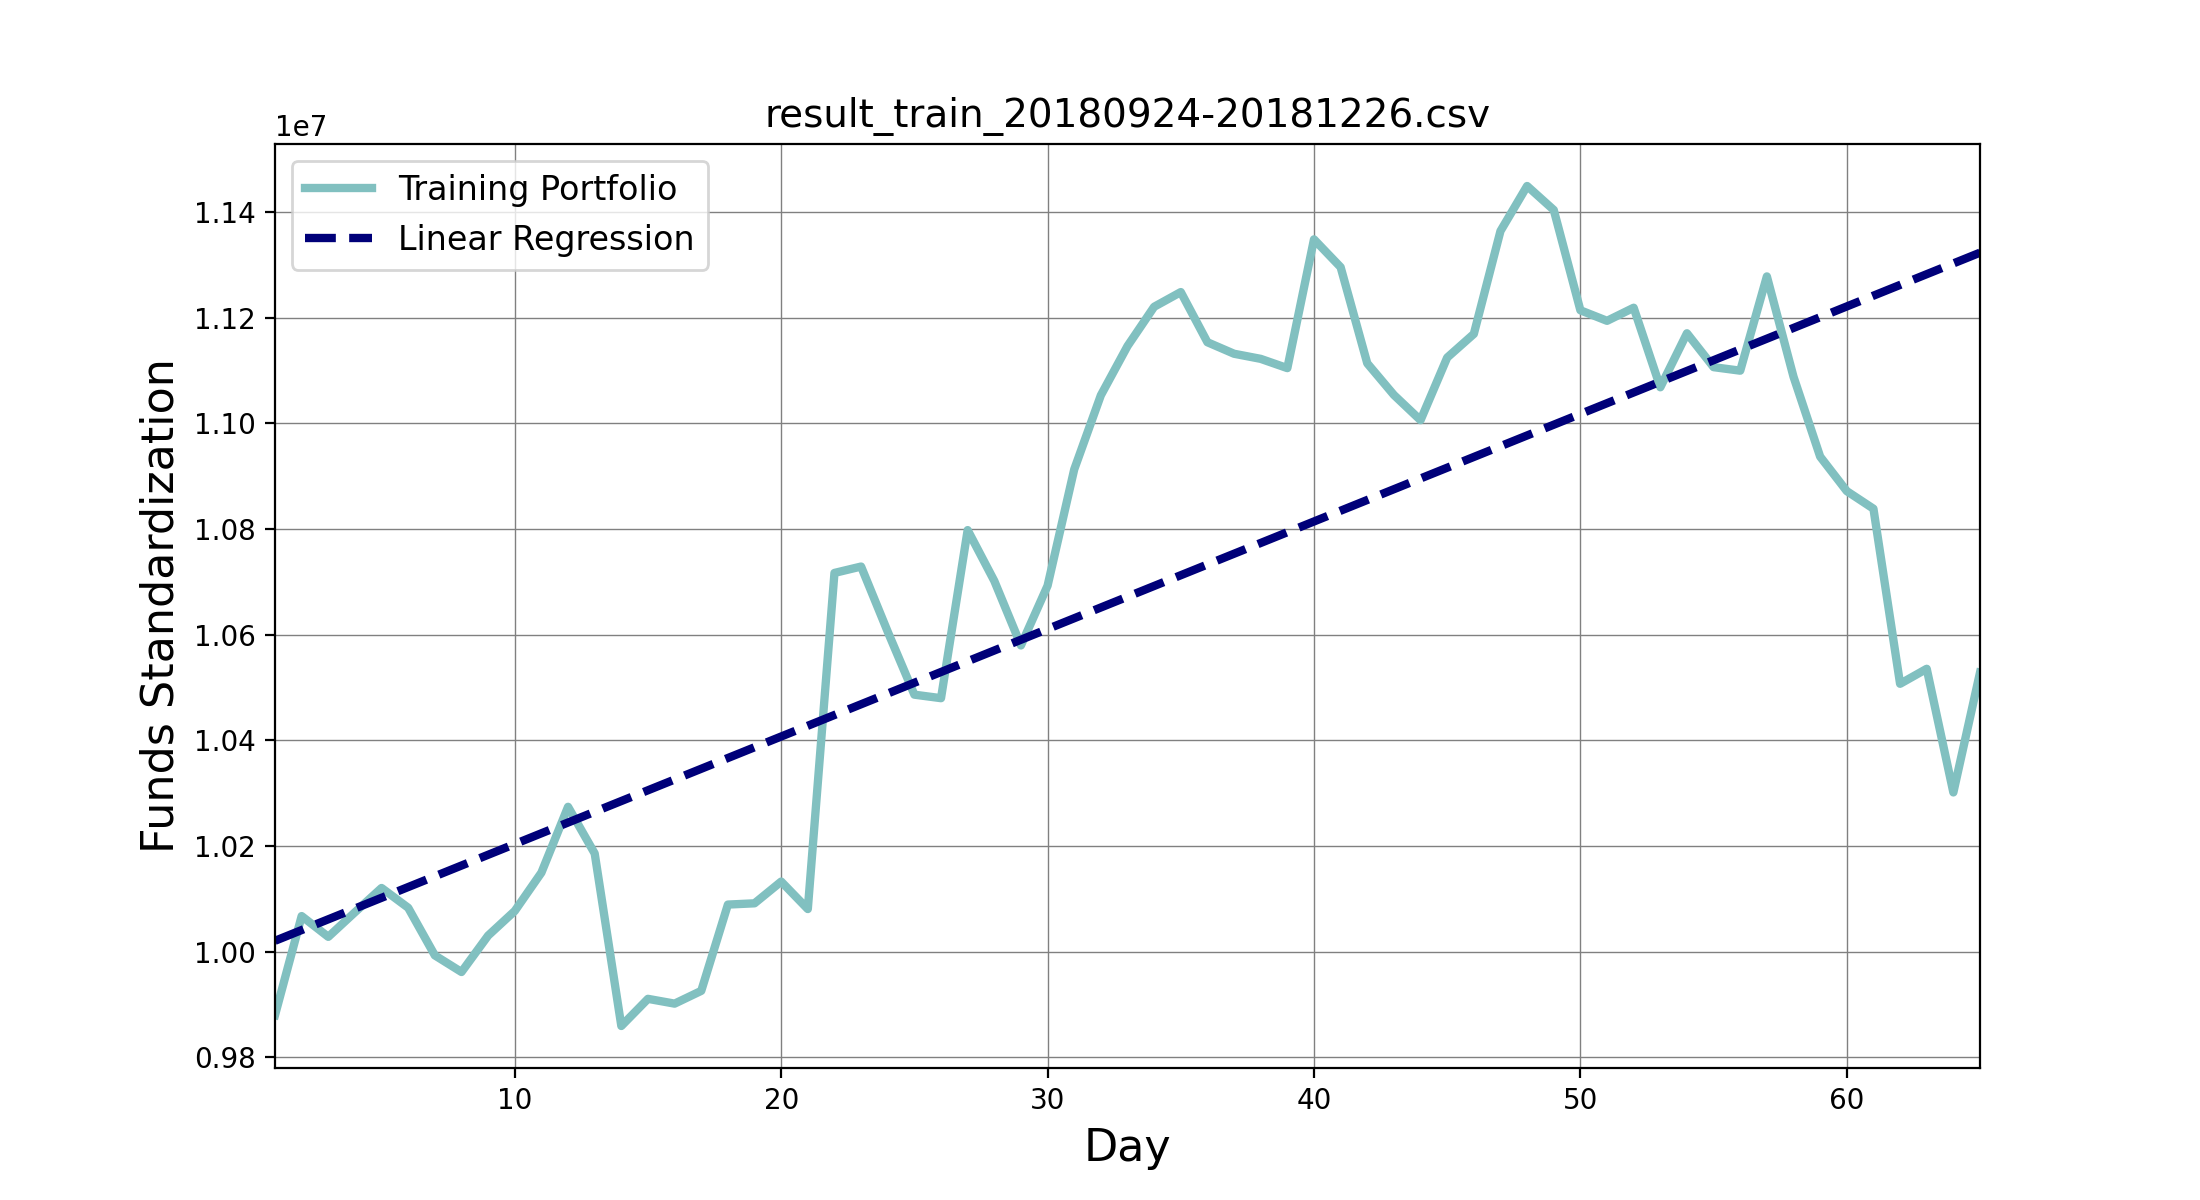 result_train_20180924-20181226.csv
1e7
Training Portfolio
Linear Regression
1.14
1.12
1.10
1.08
1.06
1.04
1.02
1.00
0.98
Funds Standardization
10 20 30 40 50 60
Day